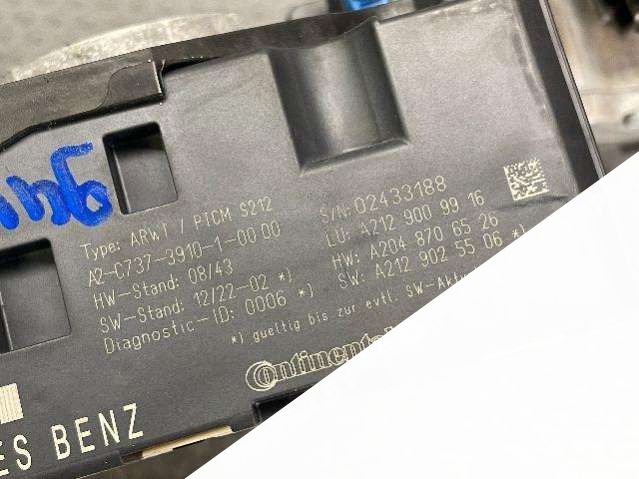 Type: ARWT / PTCM S212
A2-C737-3910-1-00 00
HW-Stand: 08/43
SW-Stand: 12/22-02 *)
Diagnostic-ID: 0006 *)
S/N: 02433188
LU: A212 900 99 16
HW: A204 870 65 26
SW: A212 902 55 06 *)
*) gueltig bis zur evtl.
Continental
ES BENZ